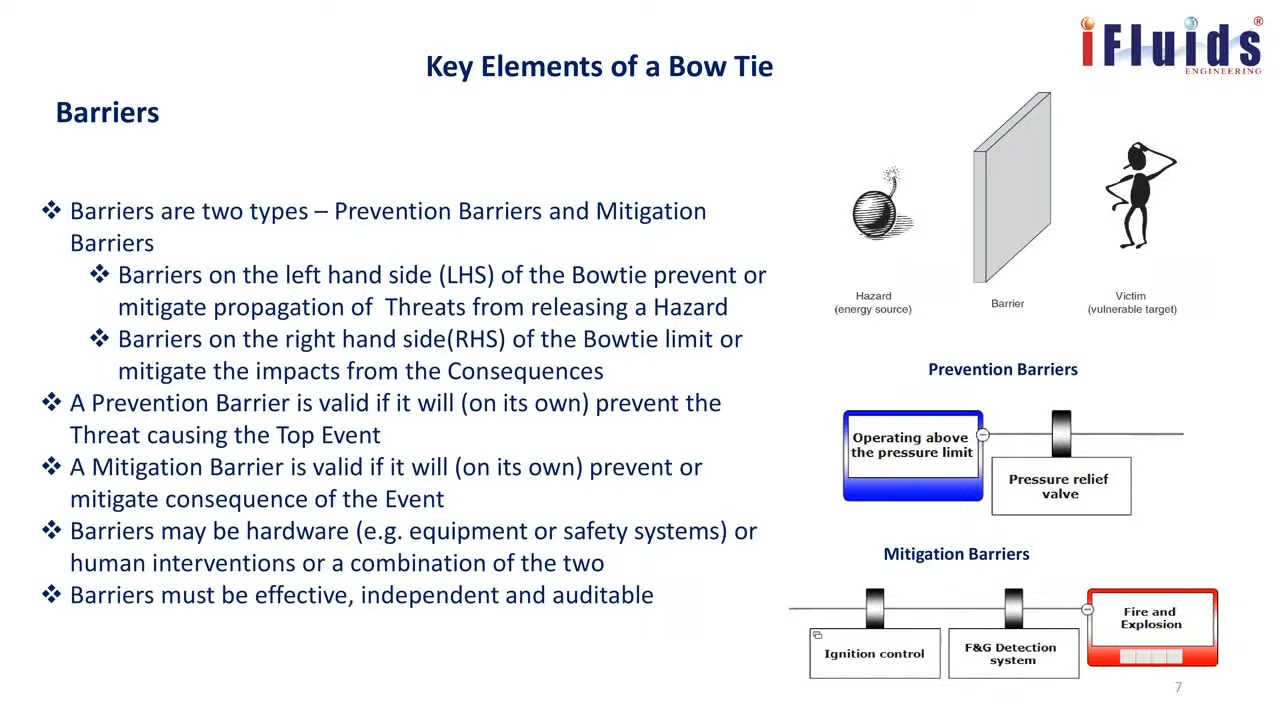 iFluids®
ENGINEERING
Key Elements of a Bow Tie
Barriers
❖ Barriers are two types – Prevention Barriers and Mitigation
Barriers
❖ Barriers on the left hand side (LHS) of the Bowtie prevent or
mitigate propagation of Threats from releasing a Hazard
❖ Barriers on the right hand side(RHS) of the Bowtie limit or
mitigate the impacts from the Consequences
❖ A Prevention Barrier is valid if it will (on its own) prevent the
Threat causing the Top Event
❖ A Mitigation Barrier is valid if it will (on its own) prevent or
mitigate consequence of the Event
❖ Barriers may be hardware (e.g. equipment or safety systems) or
human interventions or a combination of the two
❖ Barriers must be effective, independent and auditable
Hazard
(energy source)
Barrier
Victim
(vulnerable target)
Prevention Barriers
Operating above
the pressure limit
Pressure relief
valve
Mitigation Barriers
Ignition control
F&G Detection
system
Fire and
Explosion
7